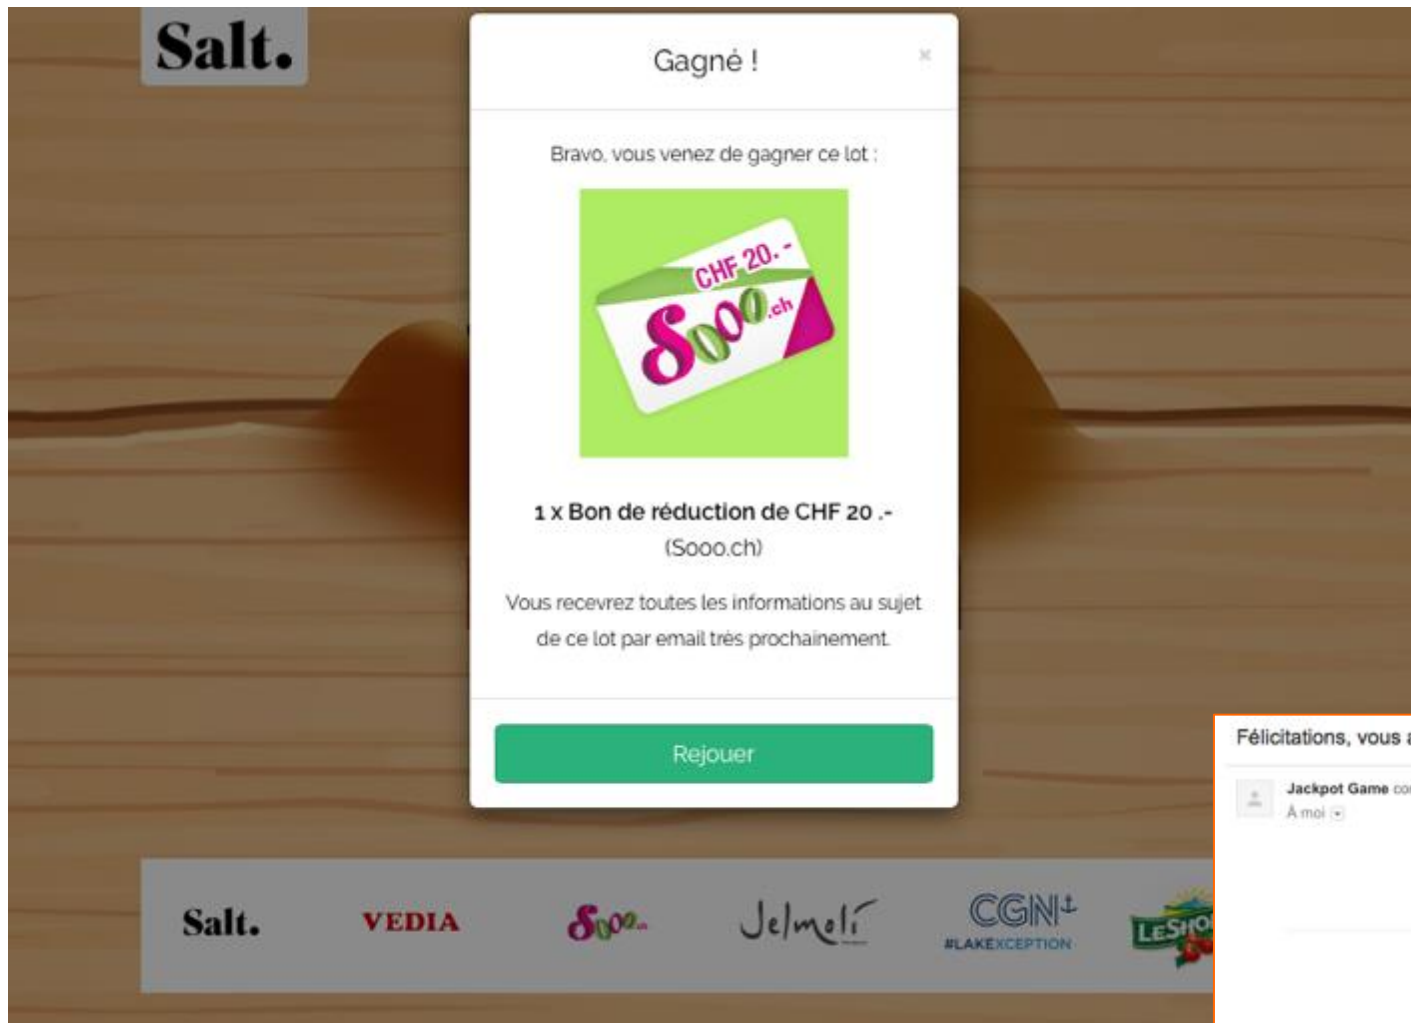 Salt.
Gagné !
×
Bravo, vous venez de gagner ce lot :
CHF 20.-
Sooo.ch
1 x Bon de réduction de CHF 20 .-
(Sooo.ch)
Vous recevrez toutes les informations au sujet
de ce lot par email très prochainement.
Rejouer
Félicitations, vous
Jackpot Game
À moi
Salt.
VEDIA
Sooo.ch
Jelmoli
CGN
#LAKEXCEPTION